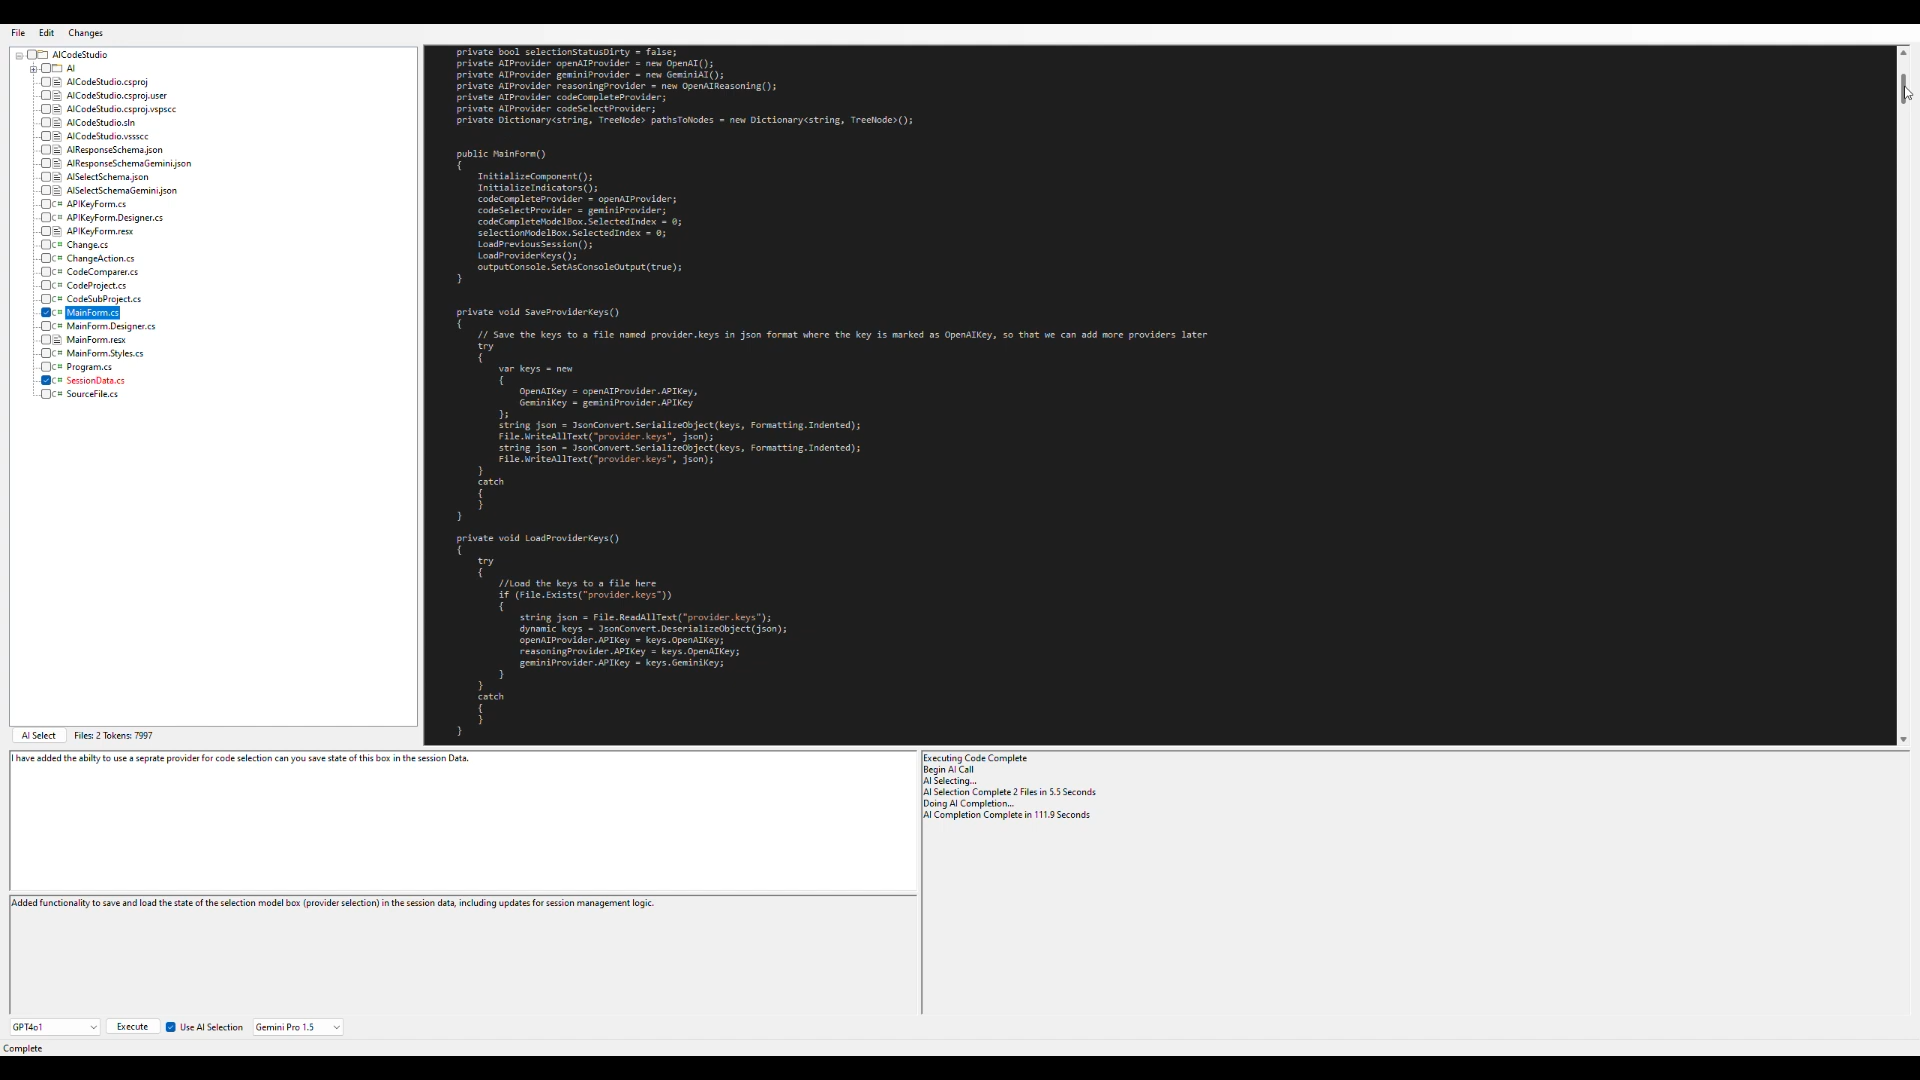 File Edit Changes
AICodeStudio
AI
AICodeStudio.csproj
AICodeStudio.csproj.user
AICodeStudio.csproj.vspscc
AICodeStudio.sln
AICodeStudio.vssscc
AIResponseSchema.json
AIResponseSchemaGemini.json
AISelectSchema.json
AISelectSchemaGemini.json
C# APIKeyForm.cs
C# APIKeyForm.Designer.cs
APIKeyForm.resx
C# Change.cs
C# ChangeAction.cs
C# CodeComparer.cs
C# CodeProject.cs
C# CodeSubProject.cs
C# MainForm.cs
C# MainForm.Designer.cs
MainForm.resx
C# MainForm.Styles.cs
C# Program.cs
C# SessionData.cs
C# SourceFile.cs
AI Select Files: 2 Tokens: 7997
private bool selectionStatusDirty = false;
private AIProvider openAIProvider = new OpenAI();
private AIProvider geminiProvider = new GeminiAI();
private AIProvider reasoningProvider = new OpenAIReasoning();
private AIProvider codeCompleteProvider;
private AIProvider codeSelectProvider;
private Dictionary<string, TreeNode> pathsToNodes = new Dictionary<string, TreeNode>();
public MainForm()
{
InitializeComponent();
InitializeIndicators();
codeCompleteProvider = openAIProvider;
codeSelectProvider = geminiProvider;
codeCompleteModelBox.SelectedIndex = 0;
selectionModelBox.SelectedIndex = 0;
LoadPreviousSession();
LoadProviderKeys();
outputConsole.SetAsConsoleOutput(true);
}
private void SaveProviderKeys()
{
// Save the keys to a file named provider.keys in json format where the key is marked as OpenAIKey, so that we can add more providers later
try
{
var keys = new
{
OpenAIKey = openAIProvider.APIKey,
GeminiKey = geminiProvider.APIKey
};
string json = JsonConvert.SerializeObject(keys, Formatting.Indented);
File.WriteAllText("provider.keys", json);
string json = JsonConvert.SerializeObject(keys, Formatting.Indented);
File.WriteAllText("provider.keys", json);
}
catch
{
}
}
private void LoadProviderKeys()
{
try
{
//Load the keys to a file here
if (File.Exists("provider.keys"))
{
string json = File.ReadAllText("provider.keys");
dynamic keys = JsonConvert.DeserializeObject(json);
openAIProvider.APIKey = keys.OpenAIKey;
reasoningProvider.APIKey = keys.OpenAIKey;
geminiProvider.APIKey = keys.GeminiKey;
}
}
catch
{
}
}
I have added the abilty to use a seprate provider for code selection can you save state of this box in the session Data.
Added functionality to save and load the state of the selection model box (provider selection) in the session data, including updates for session management logic.
Executing Code Complete
Begin AI Call
AI Selecting...
AI Selection Complete 2 Files in 5.5 Seconds
Doing AI Completion...
AI Completion Complete in 111.9 Seconds
GPT4o1 Execute Use AI Selection Gemini Pro 1.5
Complete